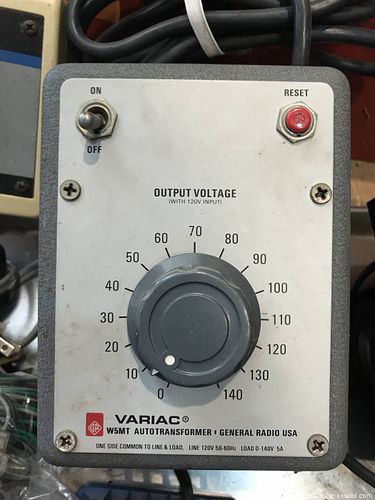 ON
RESET
OFF
OUTPUT VOLTAGE
(WITH 120V INPUT)
70
60
80
50
90
40
100
30
110
20
120
10
130
0
140
VARIAC®
W5MT AUTOTRANSFORMER GENERAL RADIO USA
ONE SIDE COMMON TO LINE & LOAD, LINE 120V 50-60Hz LOAD 0-140V 5A